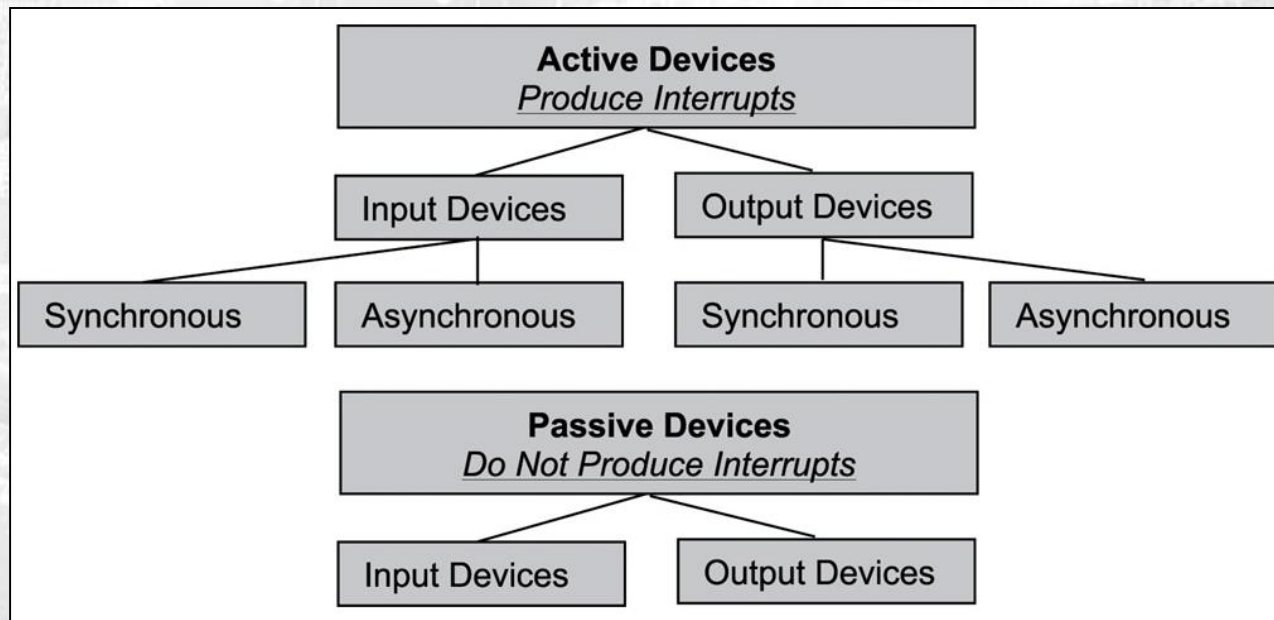 Active Devices
Produce Interrupts
Input Devices
Output Devices
Synchronous
Asynchronous
Synchronous
Asynchronous
Passive Devices
Do Not Produce Interrupts
Input Devices
Output Devices